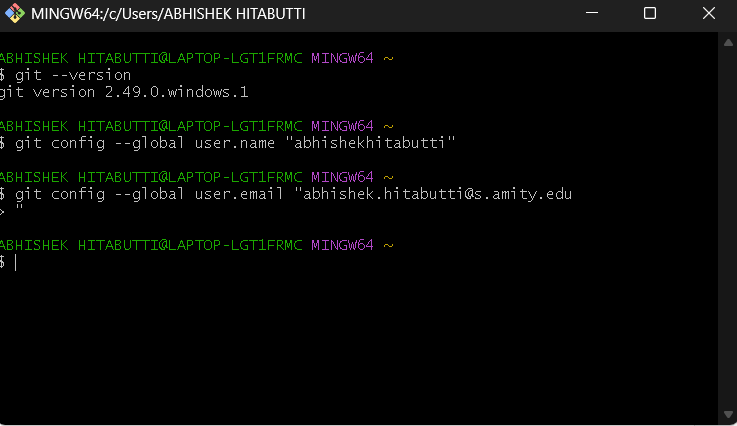 MINGW64:/c/Users/ABHISHEK HITABUTTI
ABHISHEK HITABUTTI@LAPTOP-LGT1FRMC MINGW64 ~
$ git --version
git version 2.49.0.windows.1
ABHISHEK HITABUTTI@LAPTOP-LGT1FRMC MINGW64 ~
$ git config --global user.name "abhishekhitabutti"
ABHISHEK HITABUTTI@LAPTOP-LGT1FRMC MINGW64 ~
$ git config --global user.email "abhishek.hitabutti@s.amity.edu
> "
ABHISHEK HITABUTTI@LAPTOP-LGT1FRMC MINGW64 ~
$